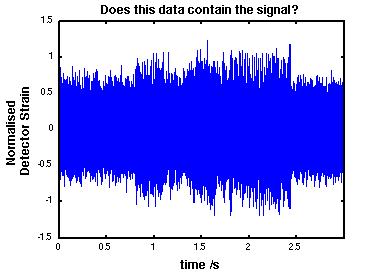 Does this data contain the signal?
1.5
1
0.5
0
-0.5
-1
-1.5
Normalised
Detector Strain
0 0.5 1 1.5 2 2.5
time /s